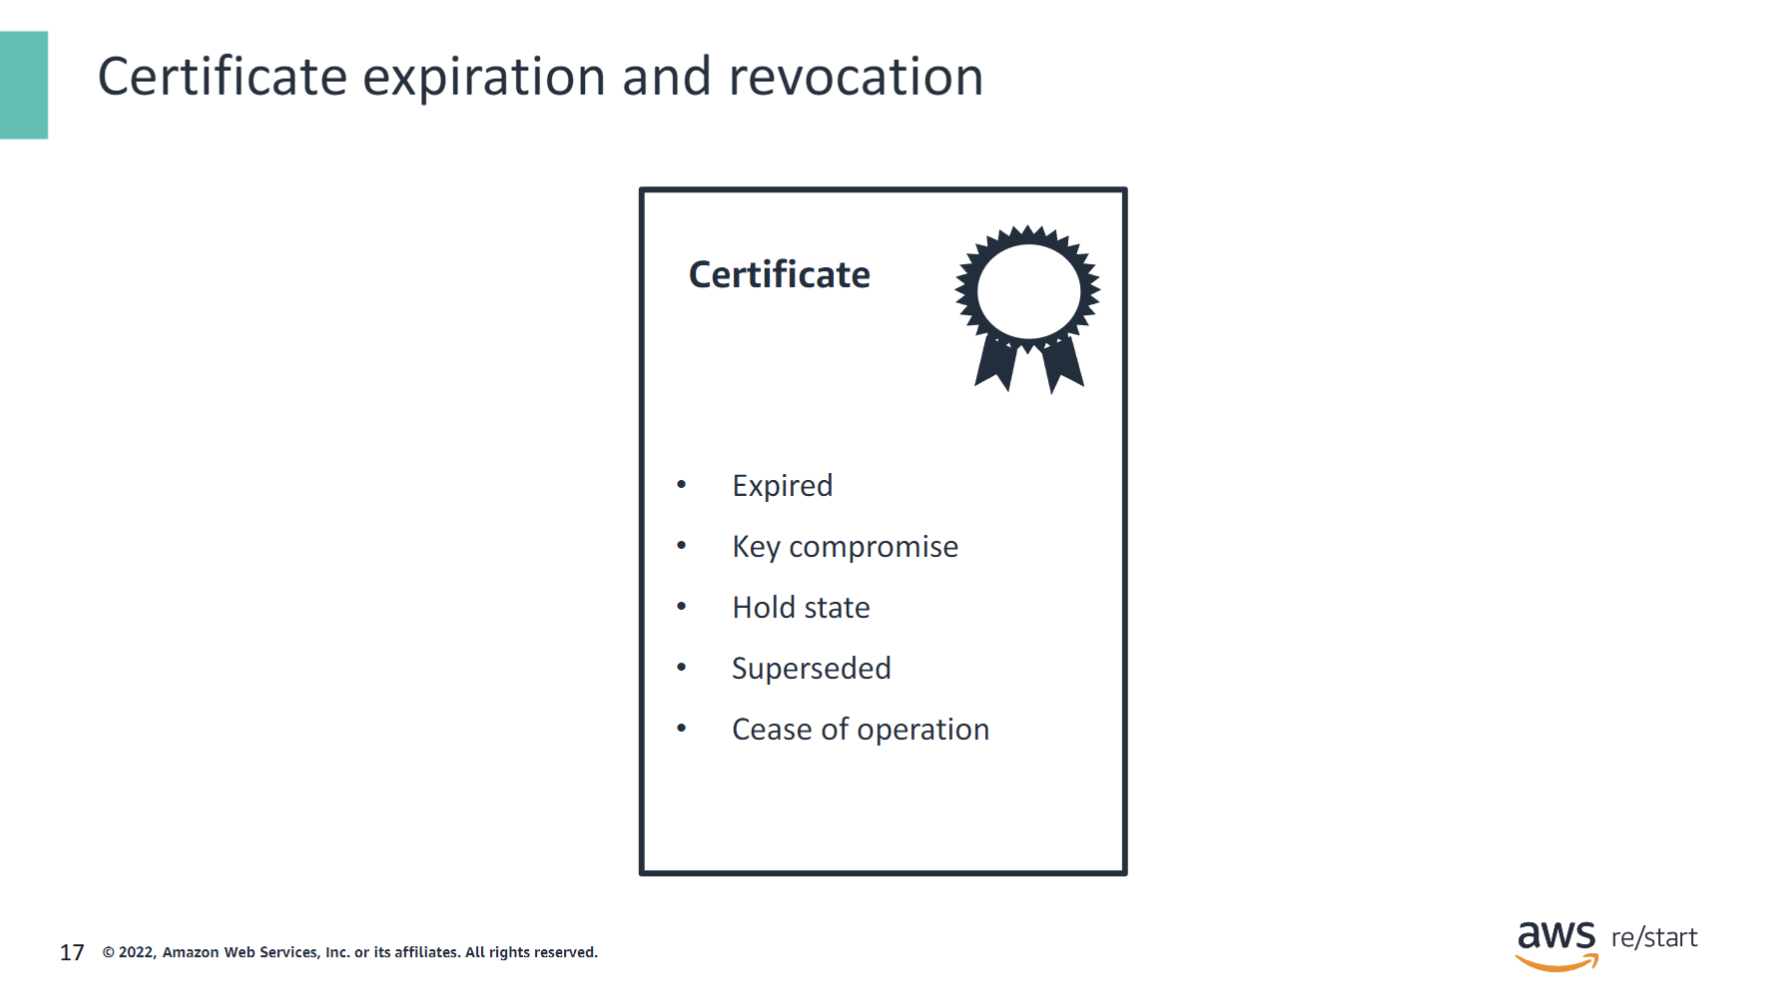 Certificate expiration and revocation
Certificate
• Expired
• Key compromise
• Hold state
• Superseded
• Cease of operation
17 © 2022, Amazon Web Services, Inc. or its affiliates. All rights reserved.
aws re/start